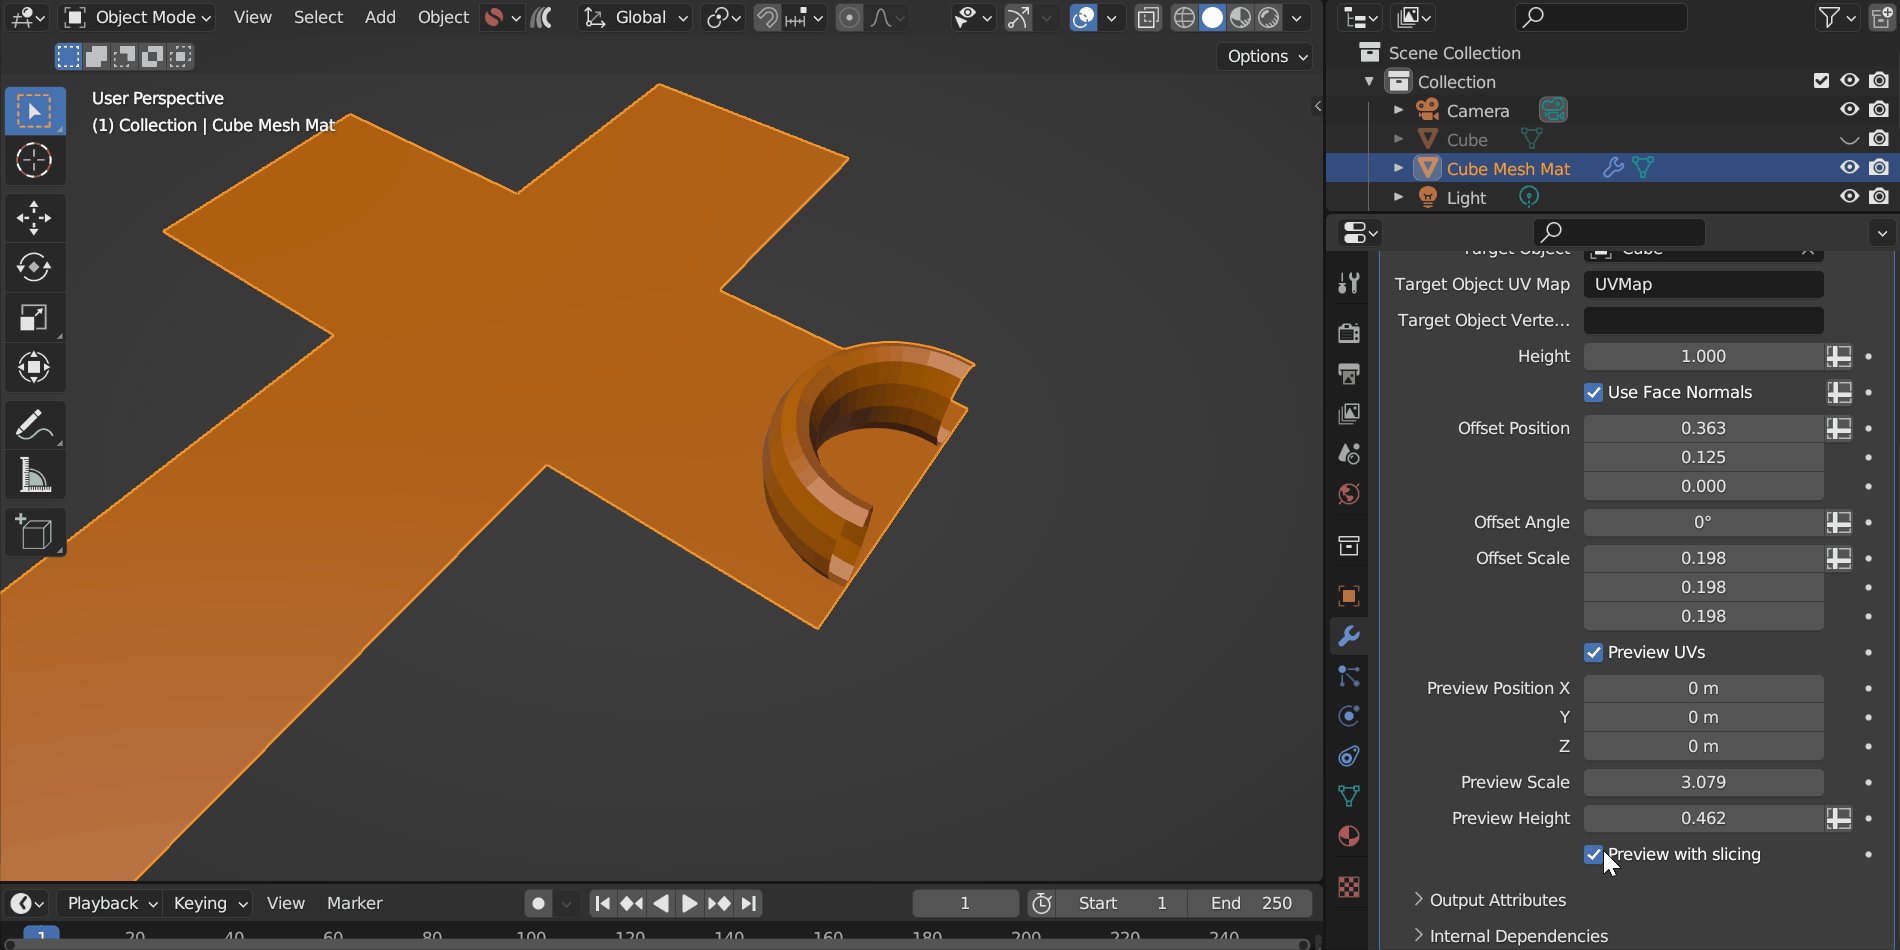 Object Mode View Select Add Object Global
Options
User Perspective
(1) Collection | Cube Mesh Mat
Scene Collection
Collection
Camera
Cube
Cube Mesh Mat
Light
Target Object Cube
Target Object UV Map UVMap
Target Object Verte...
Height 1.000
Use Face Normals
Offset Position 0.363
0.125
0.000
Offset Angle 0°
Offset Scale 0.198
0.198
0.198
Preview UVs
Preview Position X 0 m
Y 0 m
Z 0 m
Preview Scale 3.079
Preview Height 0.462
Preview with slicing
Output Attributes
Internal Dependencies
Playback Keying View Marker 1 Start 1 End 250
1 20 40 60 80 100 120 140 160 180 200 220 240